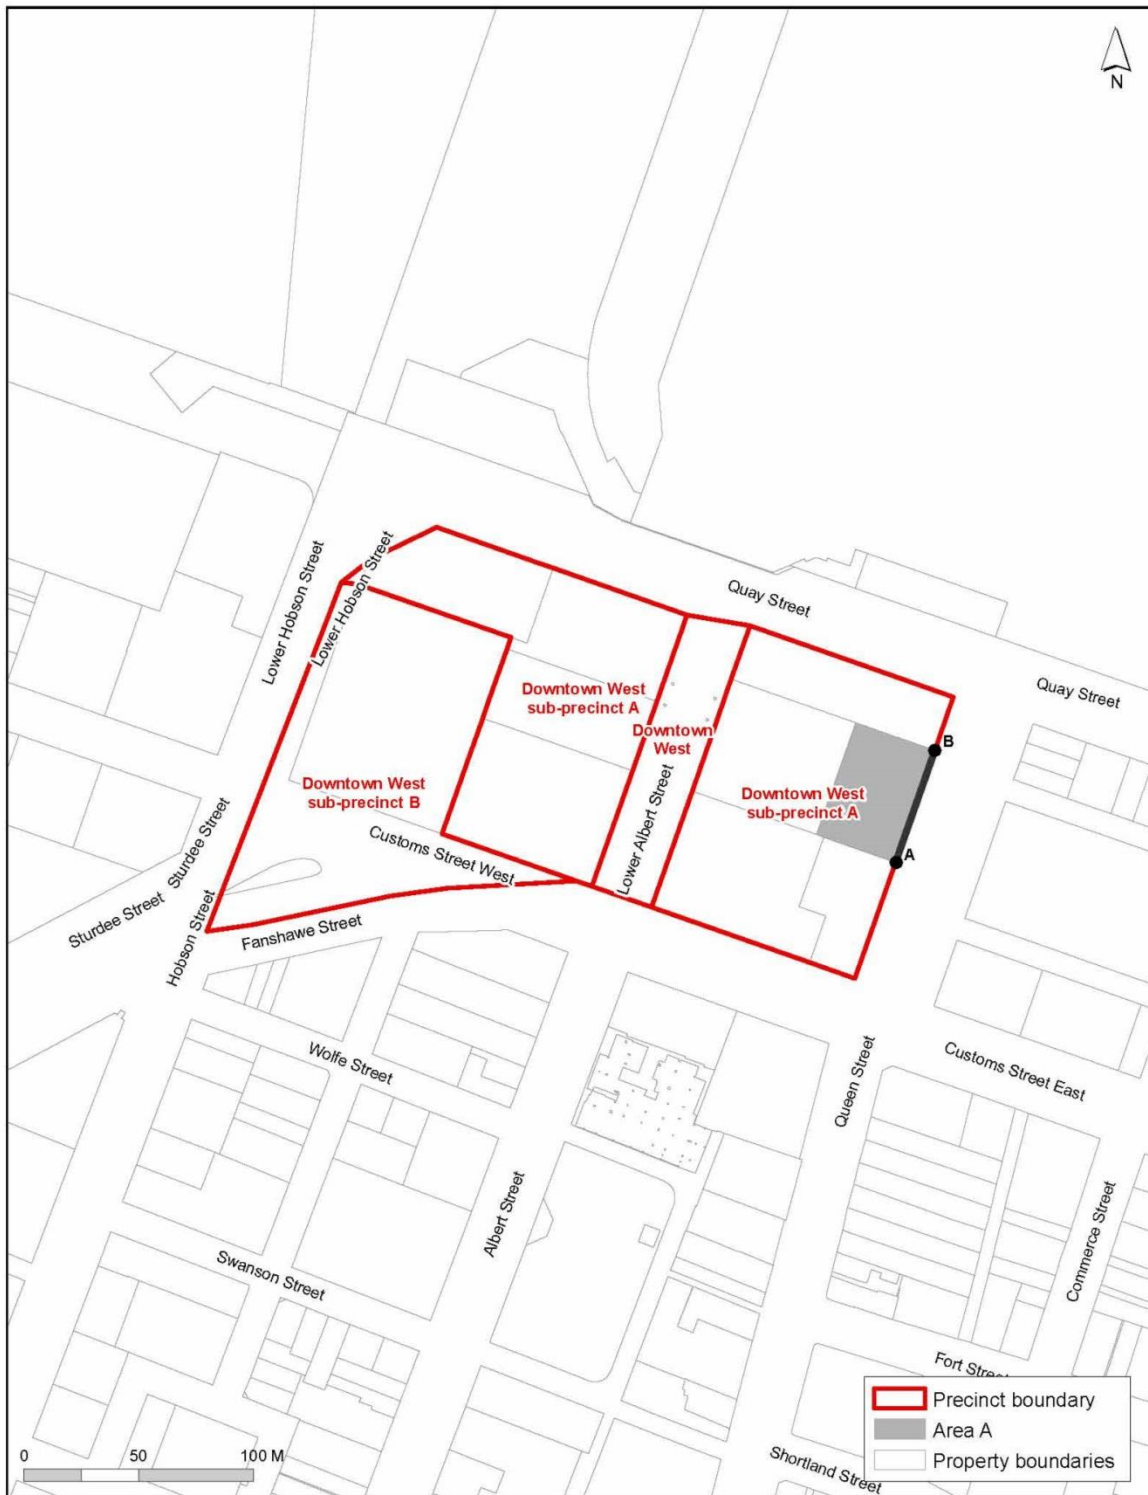 N
Lower Hobson Street
Lower Hobson Street
Quay Street
Quay Street
Downtown West
sub-precinct A
Downtown
West
B
Downtown West
sub-precinct B
Downtown West
sub-precinct A
Lower Albert Street
Customs Street West
A
Sturdee Street
Sturdee Street
Hobson Street
Fanshawe Street
Wolfe Street
Queen Street
Customs Street East
Albert Street
Commerce Street
Swanson Street
Fort Street
Shortland Street
Precinct boundary
Area A
Property boundaries
0 50 100 M